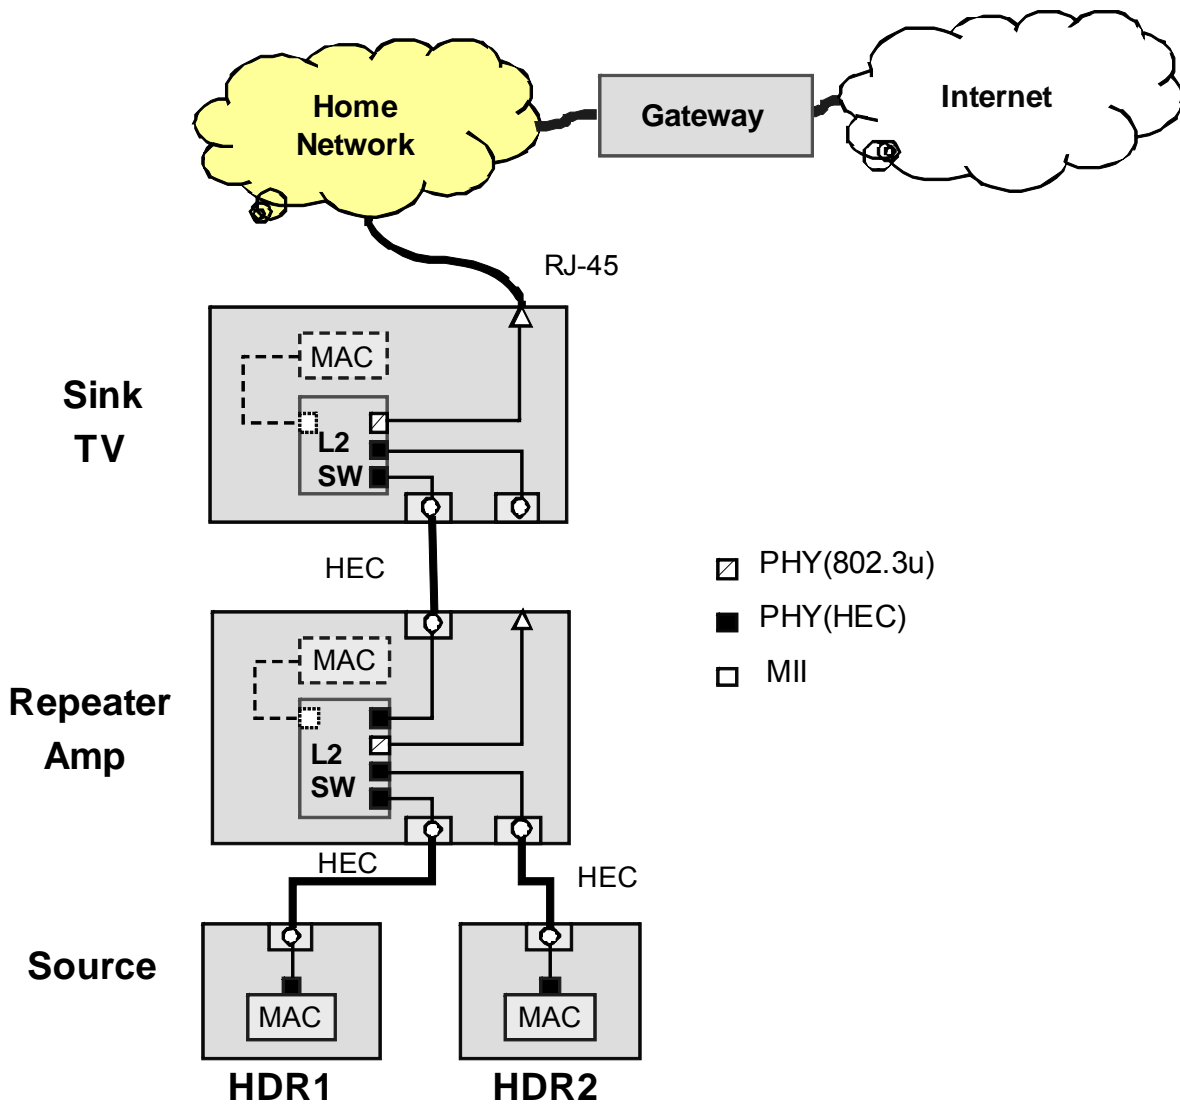 Home
Network
Gateway
Internet
RJ-45
Sink
TV
MAC
L2
SW
HEC
PHY(802.3u)
PHY(HEC)
MII
Repeater
Amp
MAC
L2
SW
HEC
HEC
Source
MAC
MAC
HDR1
HDR2